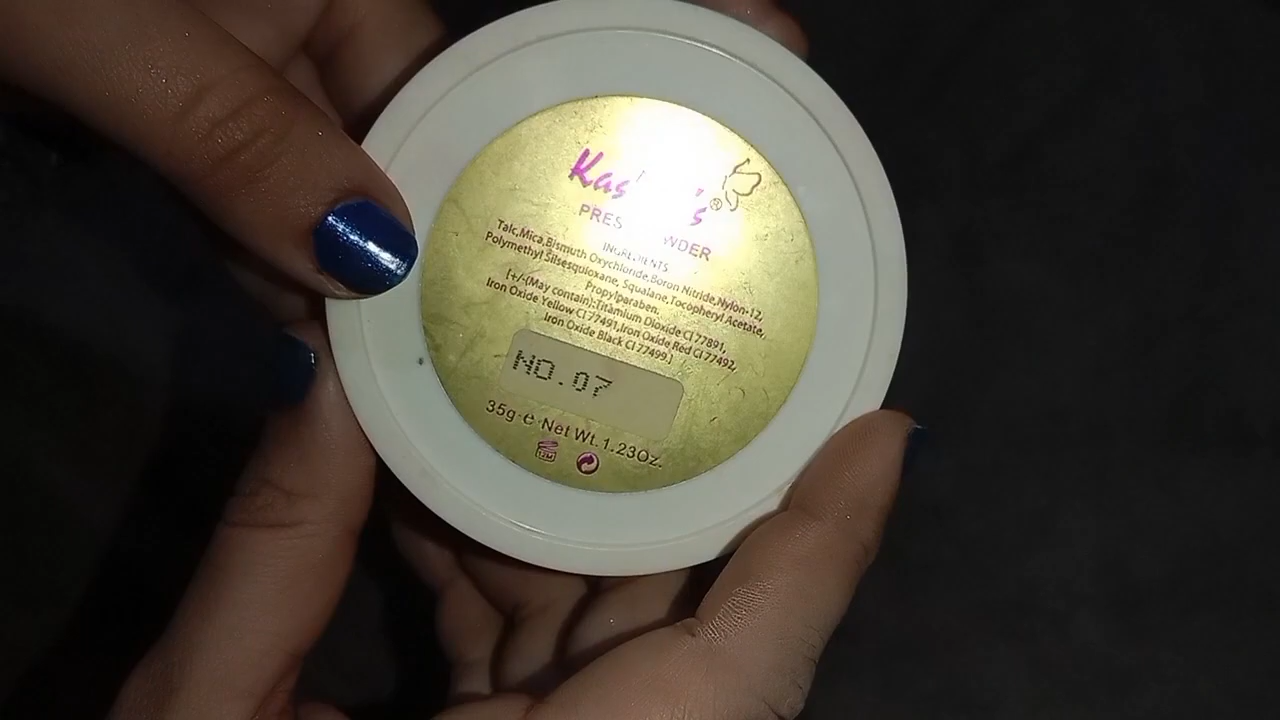 PRES WDER
INGREDIENTS
Talc,Mica,Bismuth Oxychloride,Boron Nitride,Nylon-12,
Polymethyl Silsesquioxane, Squalane,Tocopheryl Acetate,
Propylparaben.
[+/-(May contain):Titamium Dioxide CI 77891,
Iron Oxide Yellow CI 77491,Iron Oxide Red CI 77492,
Iron Oxide Black CI 77499.]
NO.07
35g e Net Wt.1.23Oz.
12M